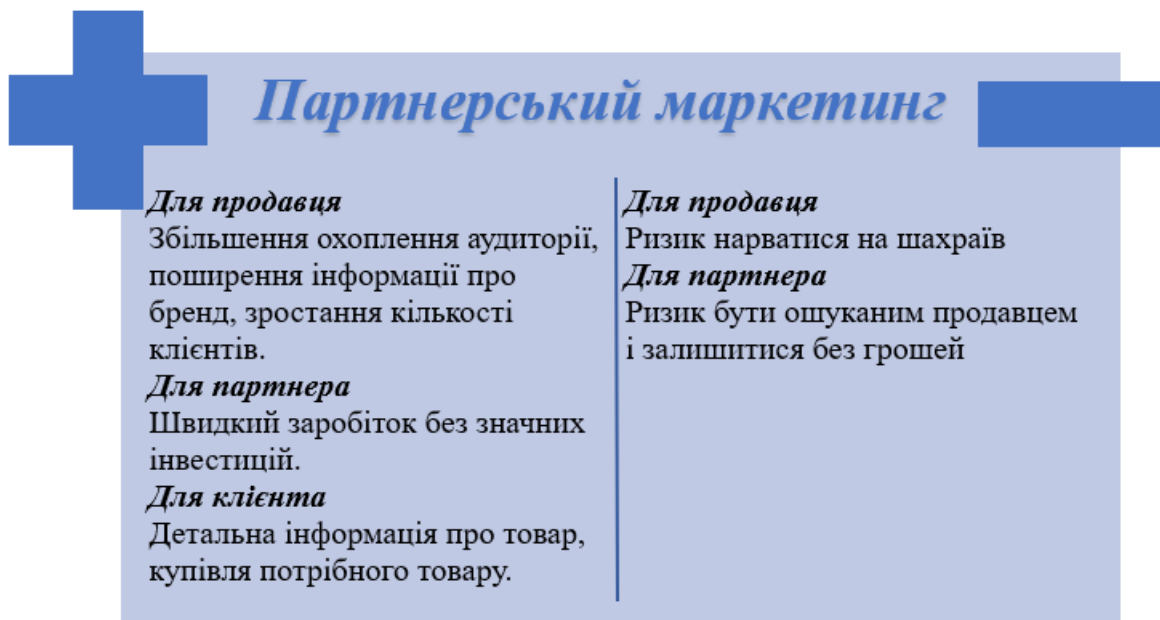 Партнерський маркетинг
Для продавця
Збільшення охоплення аудиторії,
поширення інформації про
бренд, зростання кількості
клієнтів.
Для партнера
Швидкий заробіток без значних
інвестицій.
Для клієнта
Детальна інформація про товар,
купівля потрібного товару.
Для продавця
Ризик нарватися на шахраїв
Для партнера
Ризик бути ошуканим продавцем
і залишитися без грошей